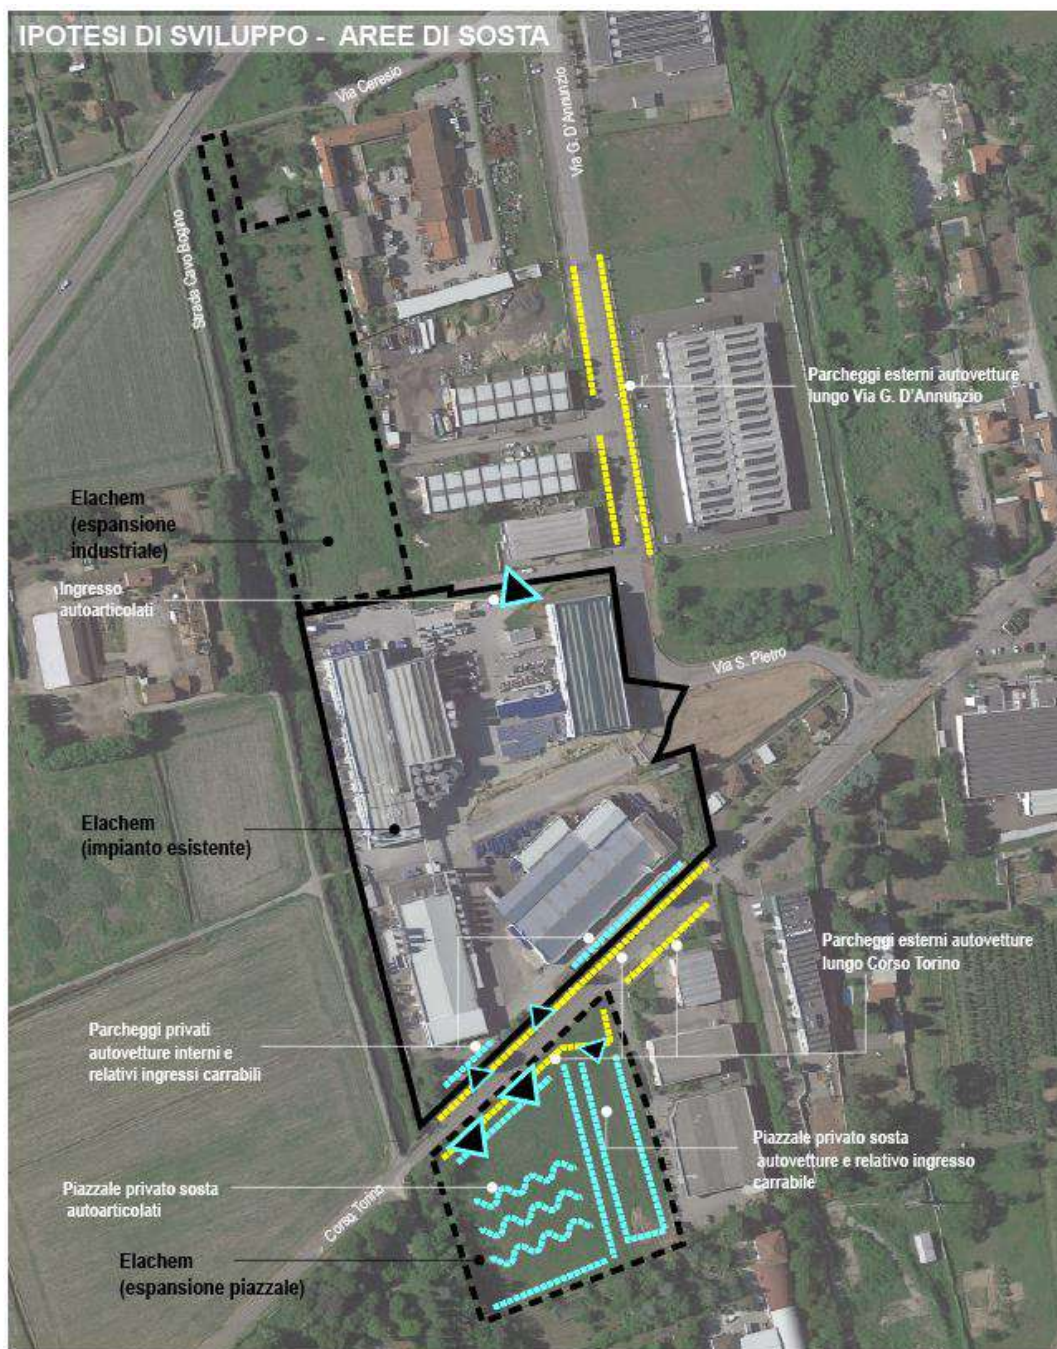 IPOTESI DI SVILUPPO - AREE DI SOSTA
Via Ceresio
Via G. D'Annunzio
Strada Cavo Bogino
Parcheggi esterni autovetture
lungo Via G. D'Annunzio
Elachem
(espansione
industriale)
Ingresso
autoarticolati
Via S. Pietro
Elachem
(impianto esistente)
Parcheggi esterni autovetture
lungo Corso Torino
Parcheggi privati
autovetture interni e
relativi ingressi carrabili
Piazzale privato sosta
autovetture e relativo ingresso
carrabile
Piazzale privato sosta
autoarticolati
Corso Torino
Elachem
(espansione piazzale)